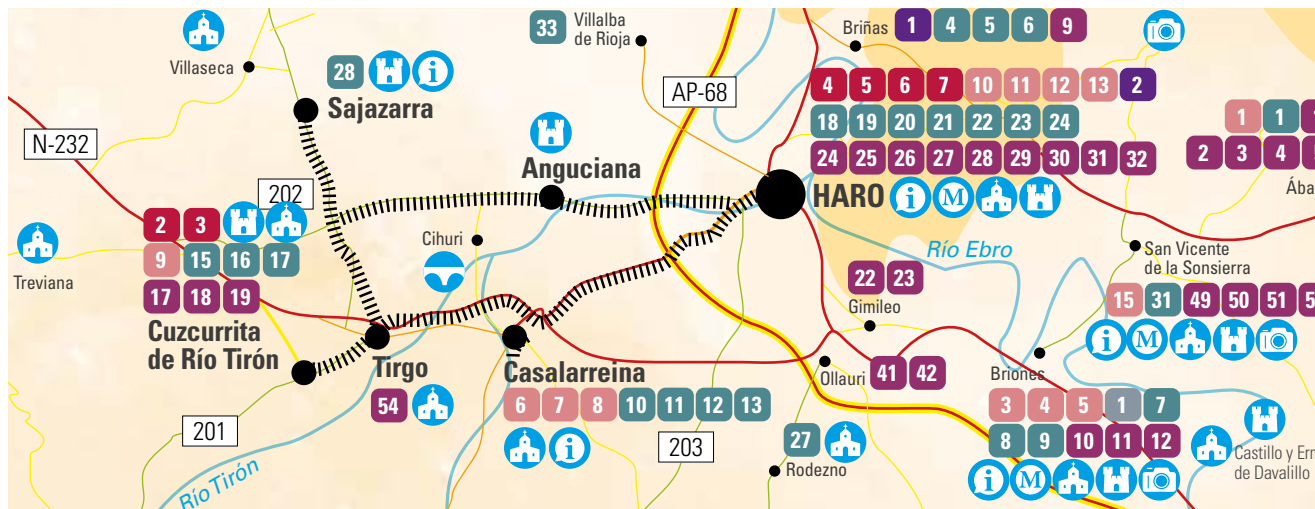 Villaseca
28
i
Sajazarra
N-232
202
33
Villalba
de Rioja
AP-68
Briñas
1 4 5 6 9
4 5 6 7 10 11 12 13 2
18 19 20 21 22 23 24
24 25 26 27 28 29 30 31 32
HARO
i M
1 1
2 3 4
Anguciana
Cihuri
Treviana
2 3
9 15 16 17
17 18 19
Cuzcurrita
de Río Tirón
Tirgo
54
201
Río Tirón
Casalarreina
6 7 8 10 11 12 13
i
203
Río Ebro
22 23
Gimileo
Ollauri
41 42
27
Rodezno
San Vicente
de la Sonsierra
15 31 49 50 51
i M
Briones
3 4 5 1 7
8 9 10 11 12
i M
Castillo y
de Davalillo